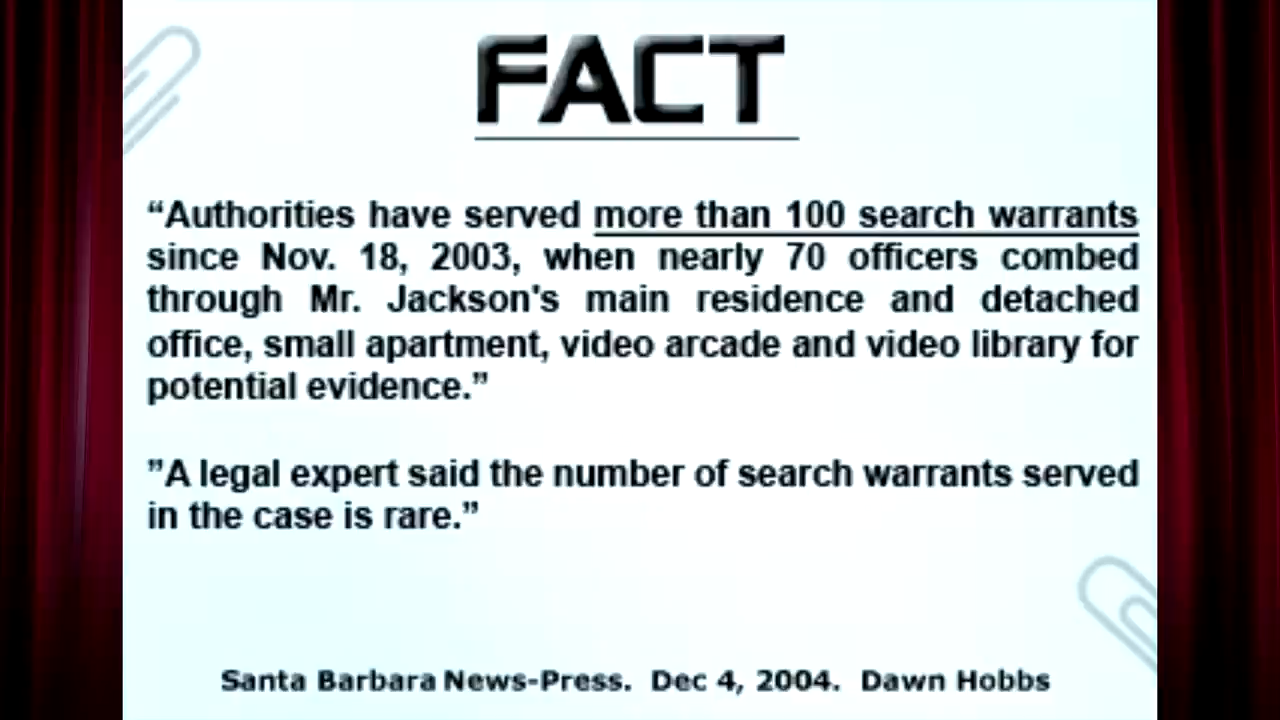 FACT
“Authorities have served more than 100 search warrants
since Nov. 18, 2003, when nearly 70 officers combed
through Mr. Jackson's main residence and detached
office, small apartment, video arcade and video library for
potential evidence.”
”A legal expert said the number of search warrants served
in the case is rare.”
Santa Barbara News-Press. Dec 4, 2004. Dawn Hobbs